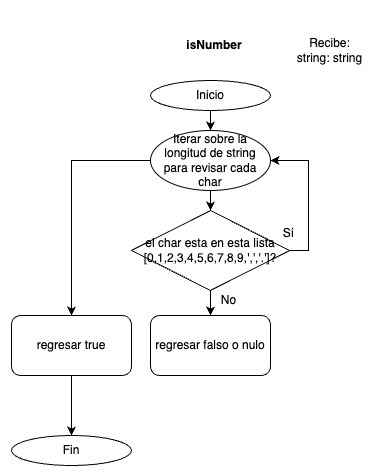 isNumber
Recibe:
string: string
Inicio
Iterar sobre la
longitud de string
para revisar cada
char
Sí
el char esta en esta lista
[0,1,2,3,4,5,6,7,8,9,',','.']?
No
regresar true
regresar falso o nulo
Fin